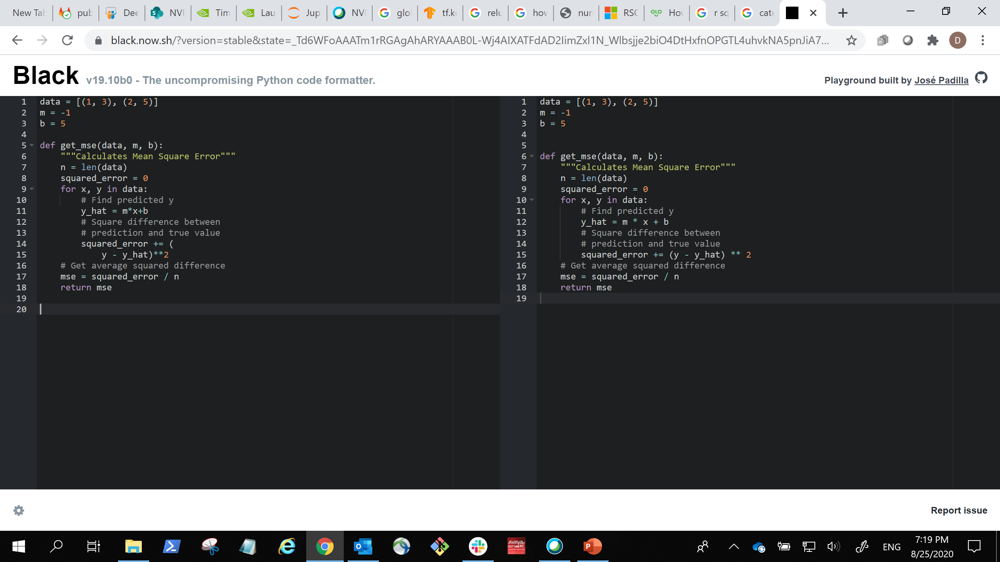 New Tab
pub
Dee
NVI
Tim
Lau
Jup
NVI
glo
tf.ke
relu
how
nun
RSC
Hov
r sq
cate
black.now.sh/?version=stable&state=_Td6WFoAAATm1rRGAgAhARYAAAB0L-Wj4AIXATFdAD2IimZxl1N_Wlbsjje2biO4DtHxfnOPGTL4uhvkNA5pnJiA7...
D
Black v19.10b0 - The uncompromising Python code formatter.
Playground built by José Padilla
1 data = [(1, 3), (2, 5)]
2 m = -1
3 b = 5
4
5 def get_mse(data, m, b):
6     """Calculates Mean Square Error"""
7     n = len(data)
8     squared_error = 0
9     for x, y in data:
10         # Find predicted y
11         y_hat = m*x+b
12         # Square difference between
13         # prediction and true value
14         squared_error += (
15             y - y_hat)**2
16     # Get average squared difference
17     mse = squared_error / n
18     return mse
19
20
1 data = [(1, 3), (2, 5)]
2 m = -1
3 b = 5
4
5
6 def get_mse(data, m, b):
7     """Calculates Mean Square Error"""
8     n = len(data)
9     squared_error = 0
10     for x, y in data:
11         # Find predicted y
12         y_hat = m * x + b
13         # Square difference between
14         # prediction and true value
15         squared_error += (y - y_hat) ** 2
16     # Get average squared difference
17     mse = squared_error / n
18     return mse
19
Report issue
AVAYA
one-X
ENG
7:19 PM
8/25/2020